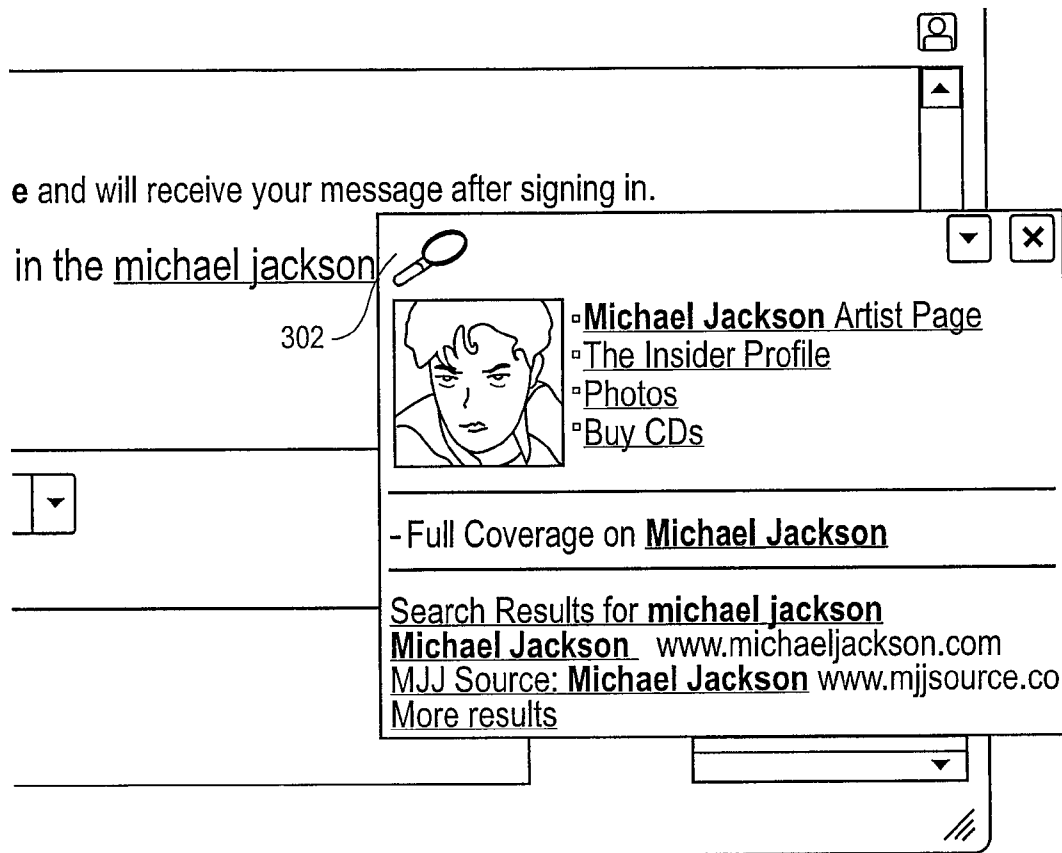 e and will receive your message after signing in.
in the michael jackson
302
Michael Jackson Artist Page
The Insider Profile
Photos
Buy CDs
-Full Coverage on Michael Jackson
Search Results for michael jackson
Michael Jackson www.michaeljackson.com
MJJ Source: Michael Jackson www.mjjsource.co
More results